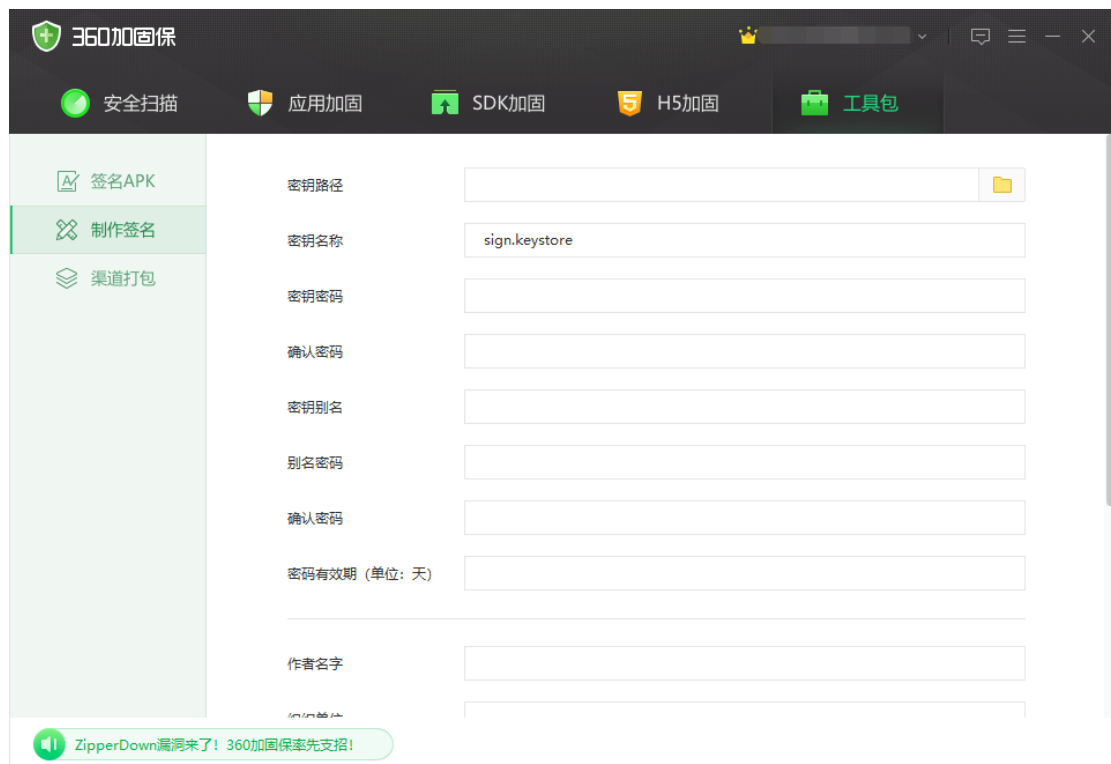 360加固保
安全扫描
应用加固
SDK加固
H5加固
工具包
签名APK
制作签名
渠道打包
密钥路径
密钥名称
sign.keystore
密钥密码
确认密码
密钥别名
别名密码
确认密码
密码有效期（单位：天）
作者名字
ZipperDown漏洞来了！360加固保率先支招！